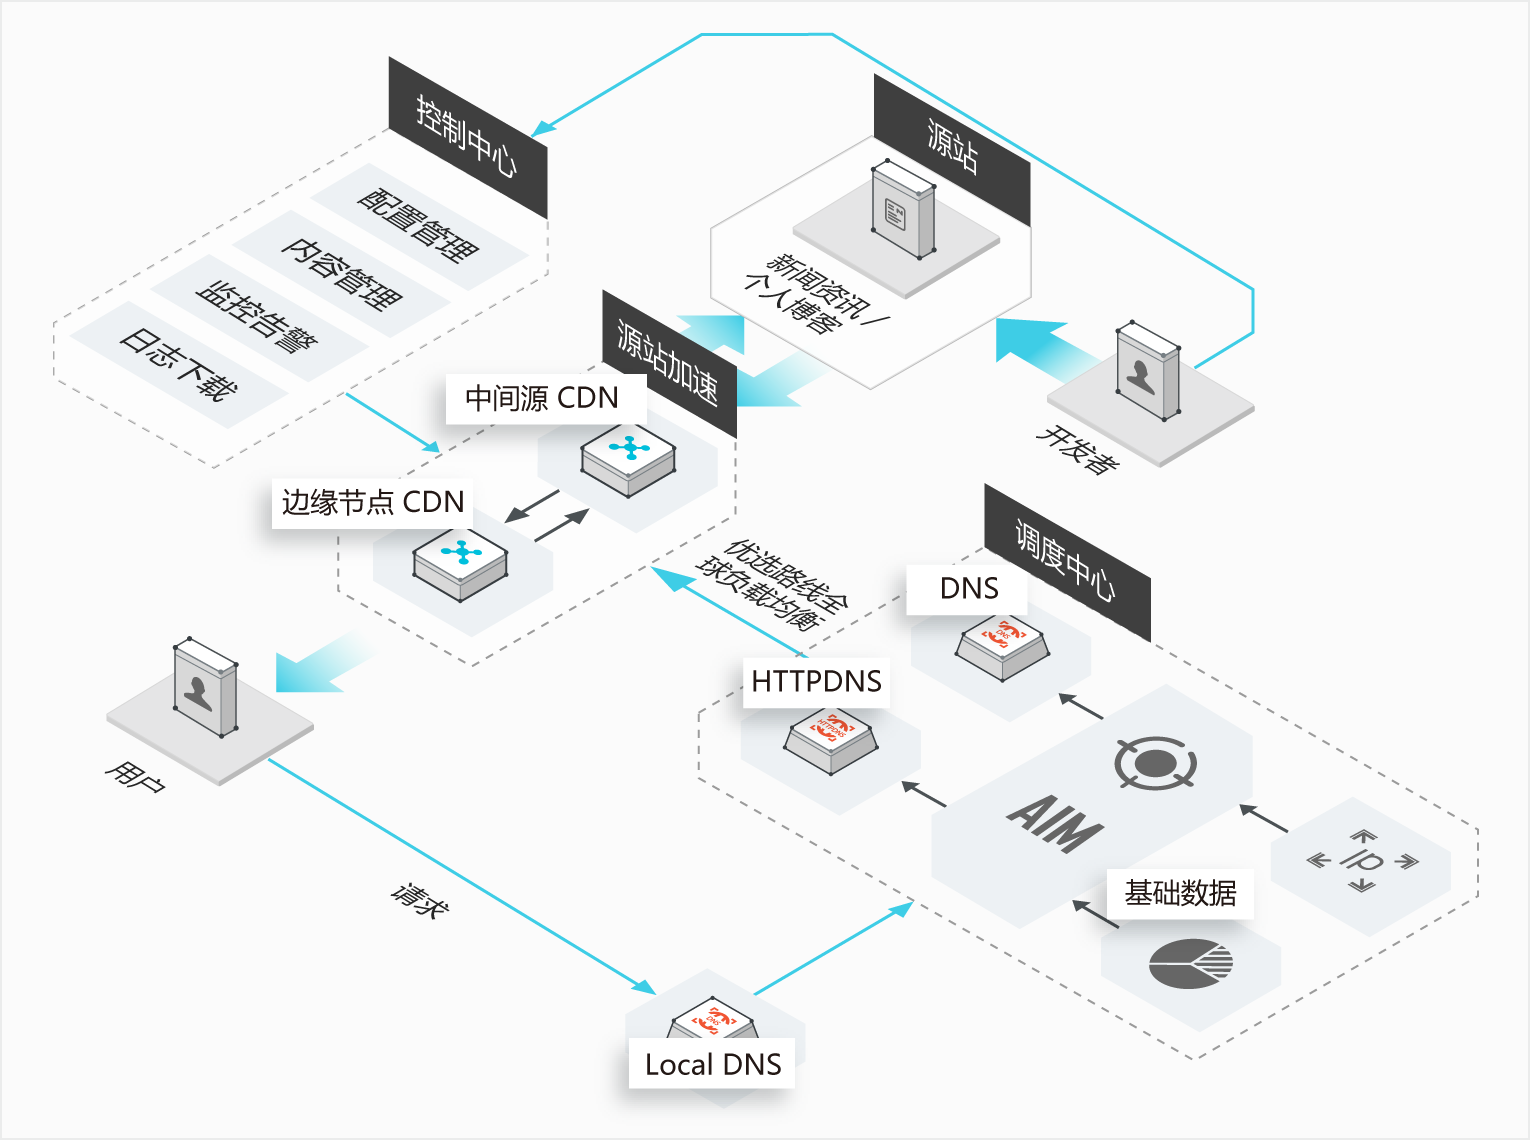 控制中心
配置管理
内容管理
监控告警
日志下载
源站
新闻资讯 /
个人博客
源站加速
中间源 CDN
边缘节点 CDN
开发者
优选路线全
球负载均衡
调度中心
DNS
DNS
HTTPDNS
HTTPDNS
用户
AIM
ip
基础数据
请求
DNS
Local DNS